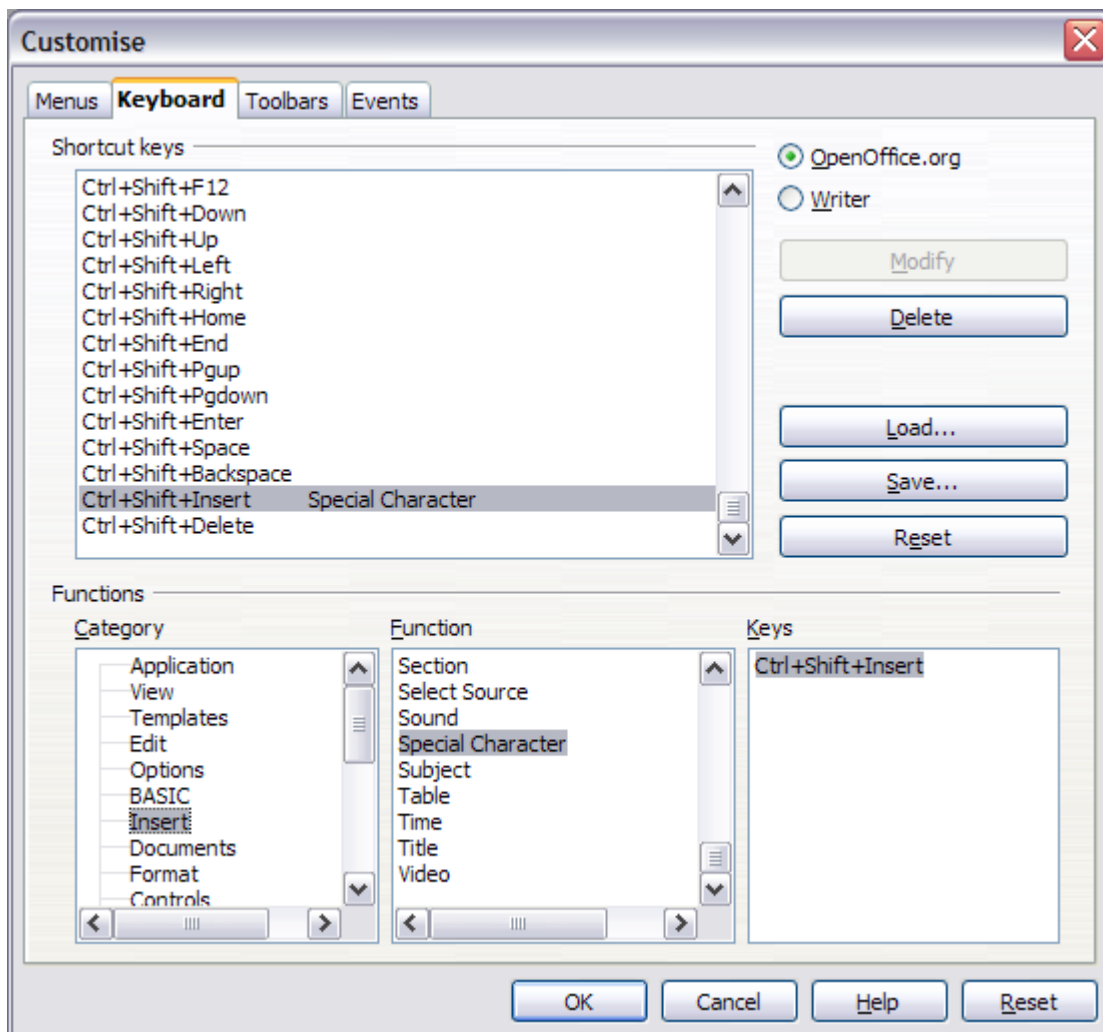 Customise
Menus Keyboard Toolbars Events
Shortcut keys
Ctrl+Shift+F12
Ctrl+Shift+Down
Ctrl+Shift+Up
Ctrl+Shift+Left
Ctrl+Shift+Right
Ctrl+Shift+Home
Ctrl+Shift+End
Ctrl+Shift+Pgup
Ctrl+Shift+Pgdown
Ctrl+Shift+Enter
Ctrl+Shift+Space
Ctrl+Shift+Backspace
Ctrl+Shift+Insert Special Character
Ctrl+Shift+Delete
OpenOffice.org
Writer
Modify
Delete
Load...
Save...
Reset
Functions
Category
Application
View
Templates
Edit
Options
BASIC
Insert
Documents
Format
Controls
Function
Section
Select Source
Sound
Special Character
Subject
Table
Time
Title
Video
Keys
Ctrl+Shift+Insert
OK Cancel Help Reset